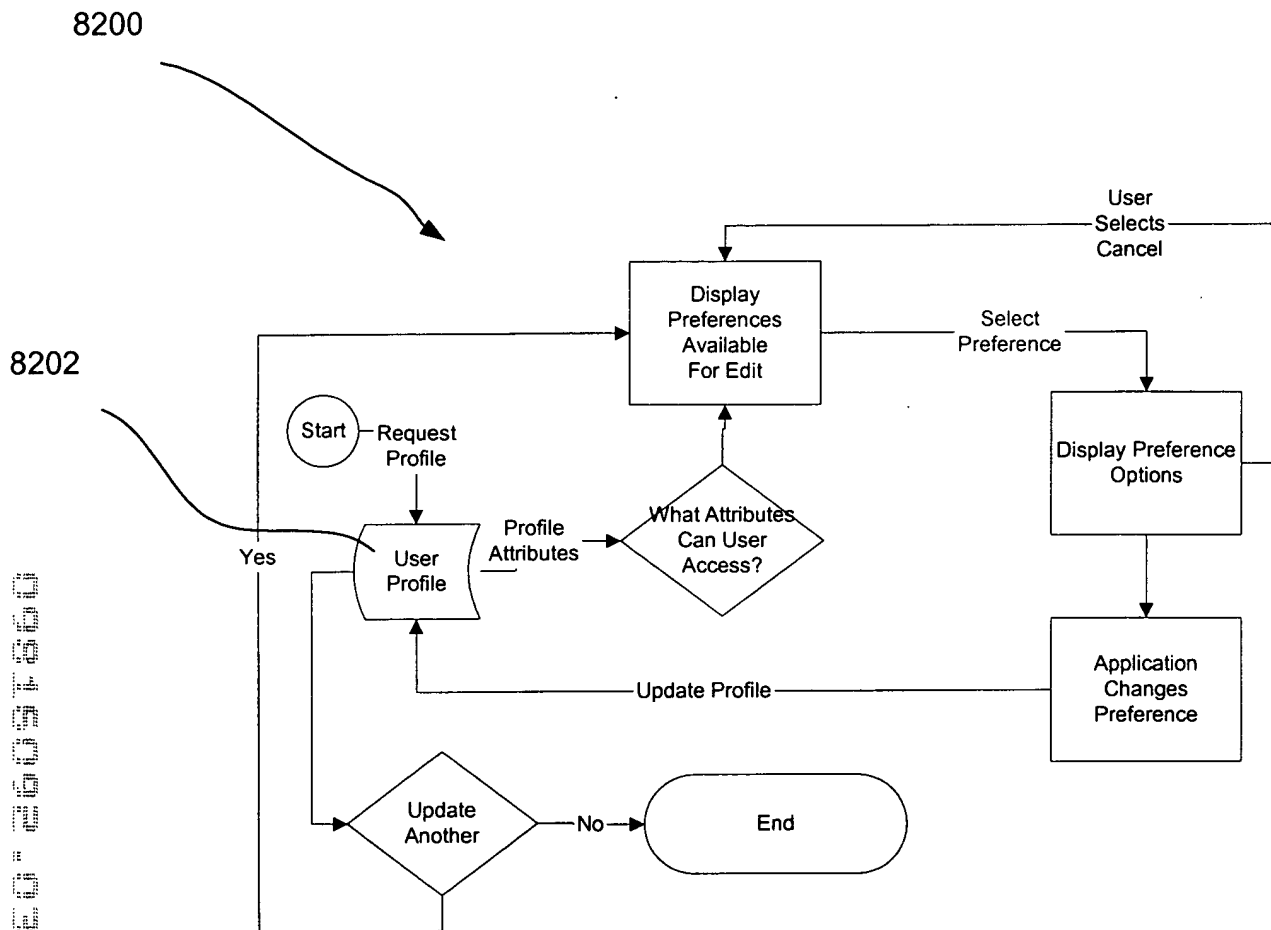 8200
User
Selects
Cancel
Display
Preferences
Available
For Edit
Select
Preference
8202
Start
Request
Profile
Display Preference
Options
What Attributes
Can User
Access?
Profile
Attributes
User
Profile
Yes
Application
Changes
Preference
Update Profile
Update
Another
No
End